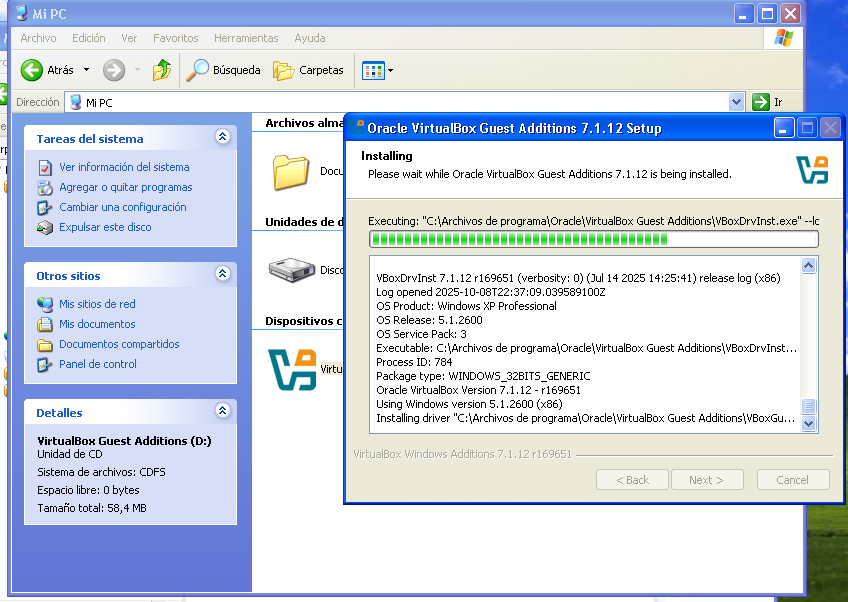 Mi PC
Archivo Edición Ver Favoritos Herramientas Ayuda
Atrás Búsqueda Carpetas
Dirección Mi PC Ir
Tareas del sistema
Ver información del sistema
Agregar o quitar programas
Cambiar una configuración
Expulsar este disco
Otros sitios
Mis sitios de red
Mis documentos
Documentos compartidos
Panel de control
Detalles
VirtualBox Guest Additions (D:)
Unidad de CD
Sistema de archivos: CDFS
Espacio libre: 0 bytes
Tamaño total: 58,4 MB
Archivos alma
Docu
Unidades de d
Disco
Dispositivos c
Virtu
Oracle VirtualBox Guest Additions 7.1.12 Setup
Installing
Please wait while Oracle VirtualBox Guest Additions 7.1.12 is being installed.
Executing: "C:\Archivos de programa\Oracle\VirtualBox Guest Additions\VBoxDrvInst.exe" --lo
VBoxDrvInst 7.1.12 r169651 (verbosity: 0) (Jul 14 2025 14:25:41) release log (x86)
Log opened 2025-10-08T22:37:09.039589100Z
OS Product: Windows XP Professional
OS Release: 5.1.2600
OS Service Pack: 3
Executable: C:\Archivos de programa\Oracle\VirtualBox Guest Additions\VBoxDrvInst...
Process ID: 784
Package type: WINDOWS_32BITS_GENERIC
Oracle VirtualBox Version 7.1.12 - r169651
Using Windows version 5.1.2600 (x86)
Installing driver "C:\Archivos de programa\Oracle\VirtualBox Guest Additions\VBoxGu...
VirtualBox Windows Additions 7.1.12 r169651
< Back Next > Cancel